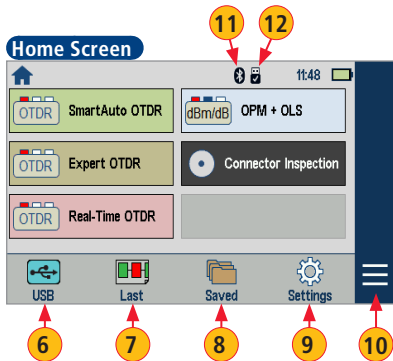 11 12
Home Screen
11:48
OTDR SmartAuto OTDR
dBm/dB OPM + OLS
OTDR Expert OTDR
Connector Inspection
OTDR Real-Time OTDR
USB Last Saved Settings
6 7 8 9 10